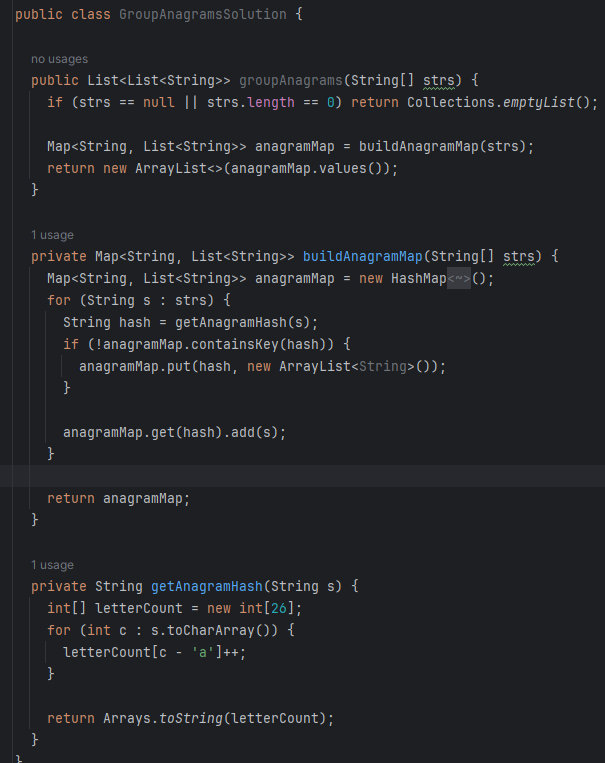 public class GroupAnagramsSolution {
no usages
public List<List<String>> groupAnagrams(String[] strs) {
if (strs == null || strs.length == 0) return Collections.emptyList();
Map<String, List<String>> anagramMap = buildAnagramMap(strs);
return new ArrayList<>(anagramMap.values());
}
1 usage
private Map<String, List<String>> buildAnagramMap(String[] strs) {
Map<String, List<String>> anagramMap = new HashMap<~>();
for (String s : strs) {
String hash = getAnagramHash(s);
if (!anagramMap.containsKey(hash)) {
anagramMap.put(hash, new ArrayList<String>());
}
anagramMap.get(hash).add(s);
}
return anagramMap;
}
1 usage
private String getAnagramHash(String s) {
int[] letterCount = new int[26];
for (int c : s.toCharArray()) {
letterCount[c - 'a']++;
}
return Arrays.toString(letterCount);
}
}